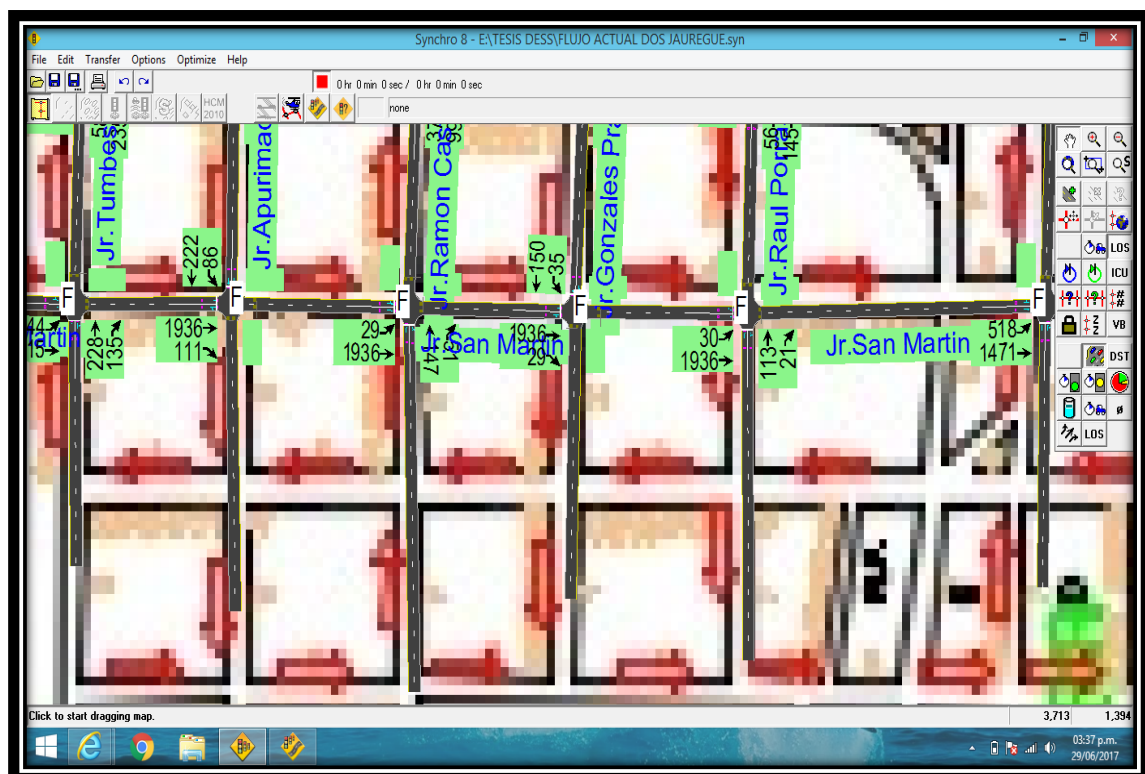 Synchro 8 - E:\TESIS DESS\FLUJO ACTUAL DOS JAUREGUE.syn
File Edit Transfer Options Optimize Help
0 hr 0 min 0 sec / 0 hr 0 min 0 sec
HCM
2010
none
Jr.Tumbes
Jr.Apurimac
Jr.Ramon Cas
Jr.Gonzales Pra
Jr.Raul Porra
222
86
150
35
F
F
F
F
F
44
228
135
1936
111
29
1936
1936
29
30
1936
113
21
518
1471
Martin
15
Jr.San Martin
Jr.San Martin
LOS
ICU
VB
DST
LOS
Click to start dragging map.
3,713 1,394
03:37 p.m.
29/06/2017